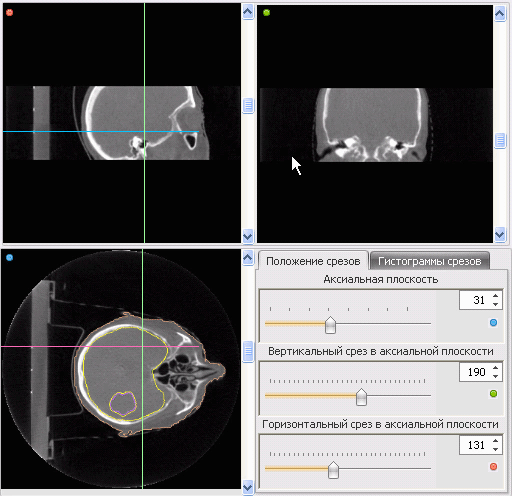 Положение срезов
Гистограммы срезов
Аксиальная плоскость
31
Вертикальный срез в аксиальной плоскости
190
Горизонтальный срез в аксиальной плоскости
131